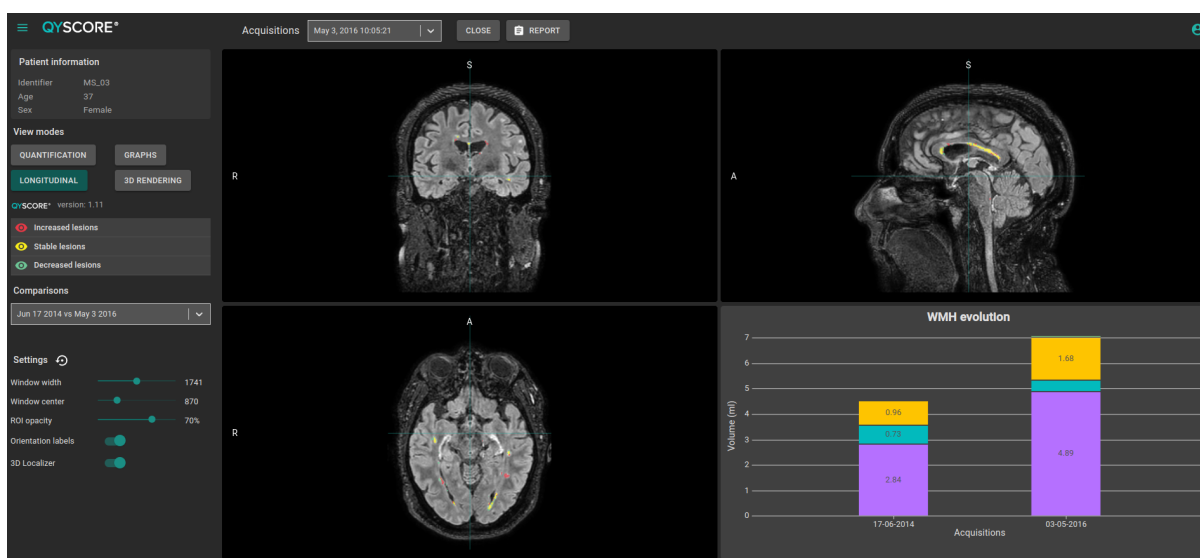 QYSCORE®
Acquisitions
May 3, 2016 10:05:21
CLOSE
REPORT
Patient information
Identifier MS_03
Age 37
Sex Female
View modes
QUANTIFICATION
GRAPHS
LONGITUDINAL
3D RENDERING
QYSCORE® version: 1.11
Increased lesions
Stable lesions
Decreased lesions
Comparisons
Jun 17 2014 vs May 3 2016
Settings
Window width 1741
Window center 870
ROI opacity 70%
Orientation labels
3D Localizer
S
R
S
A
A
R
WMH evolution
Volume (ml)
7
6
5
4
3
2
1
0
0.96
0.73
2.84
1.68
4.89
17-06-2014
03-05-2016
Acquisitions